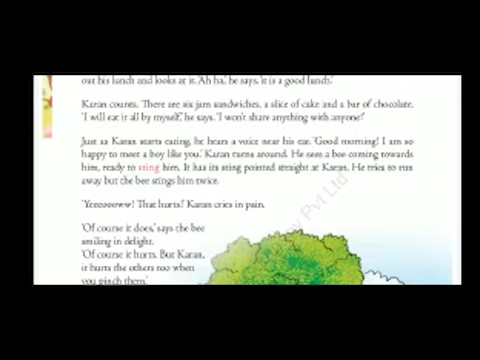 out his lunch and looks at it. 'Ah ha,' he says, 'it is a good lunch.'
Karan counts. 'There are six jam sandwiches, a slice of cake and a bar of chocolate.
'I will eat it all by myself,' he says. 'I won't share anything with anyone!'
Just as Karan starts eating, he hears a voice near his ear. 'Good morning! I am so
happy to meet a boy like you.' Karan turns around. He sees a bee coming towards
him, ready to sting him. It has its sting pointed straight at Karan. He tries to run
away but the bee stings him twice.
'Yeeeoooww! That hurts!' Karan cries in pain.
'Of course it does,' says the bee
smiling in delight.
'Of course it hurts. But Karan,
it hurts the others too when
you pinch them.'
Pvt Ltd